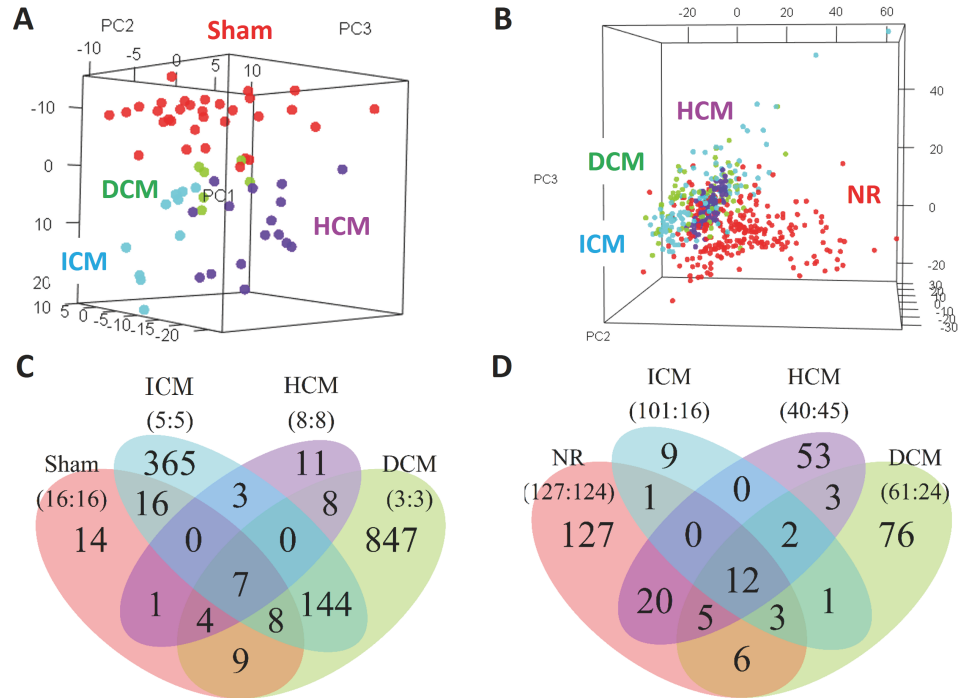 A
PC2
Sham
PC3
-10
-5
0
5
10
-10
0
10
20
DCM
PC1
HCM
ICM
10
5
0
-5
-10
-15
-20
B
-20
0
20
40
60
HCM
DCM
NR
ICM
PC3
40
20
0
-20
30
20
10
0
-10
-20
-30
PC2
C
ICM
(5:5)
HCM
(8:8)
Sham
(16:16)
DCM
(3:3)
365
11
16
3
8
14
0
0
847
7
1
4
8
144
9
D
ICM
(101:16)
HCM
(40:45)
NR
(127:124)
DCM
(61:24)
9
53
1
0
3
127
0
2
76
12
20
5
3
1
6